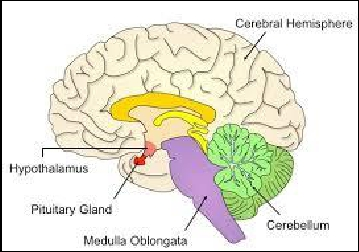 Cerebral Hemisphere
Hypothalamus
Pituitary Gland
Cerebellum
Medulla Oblongata